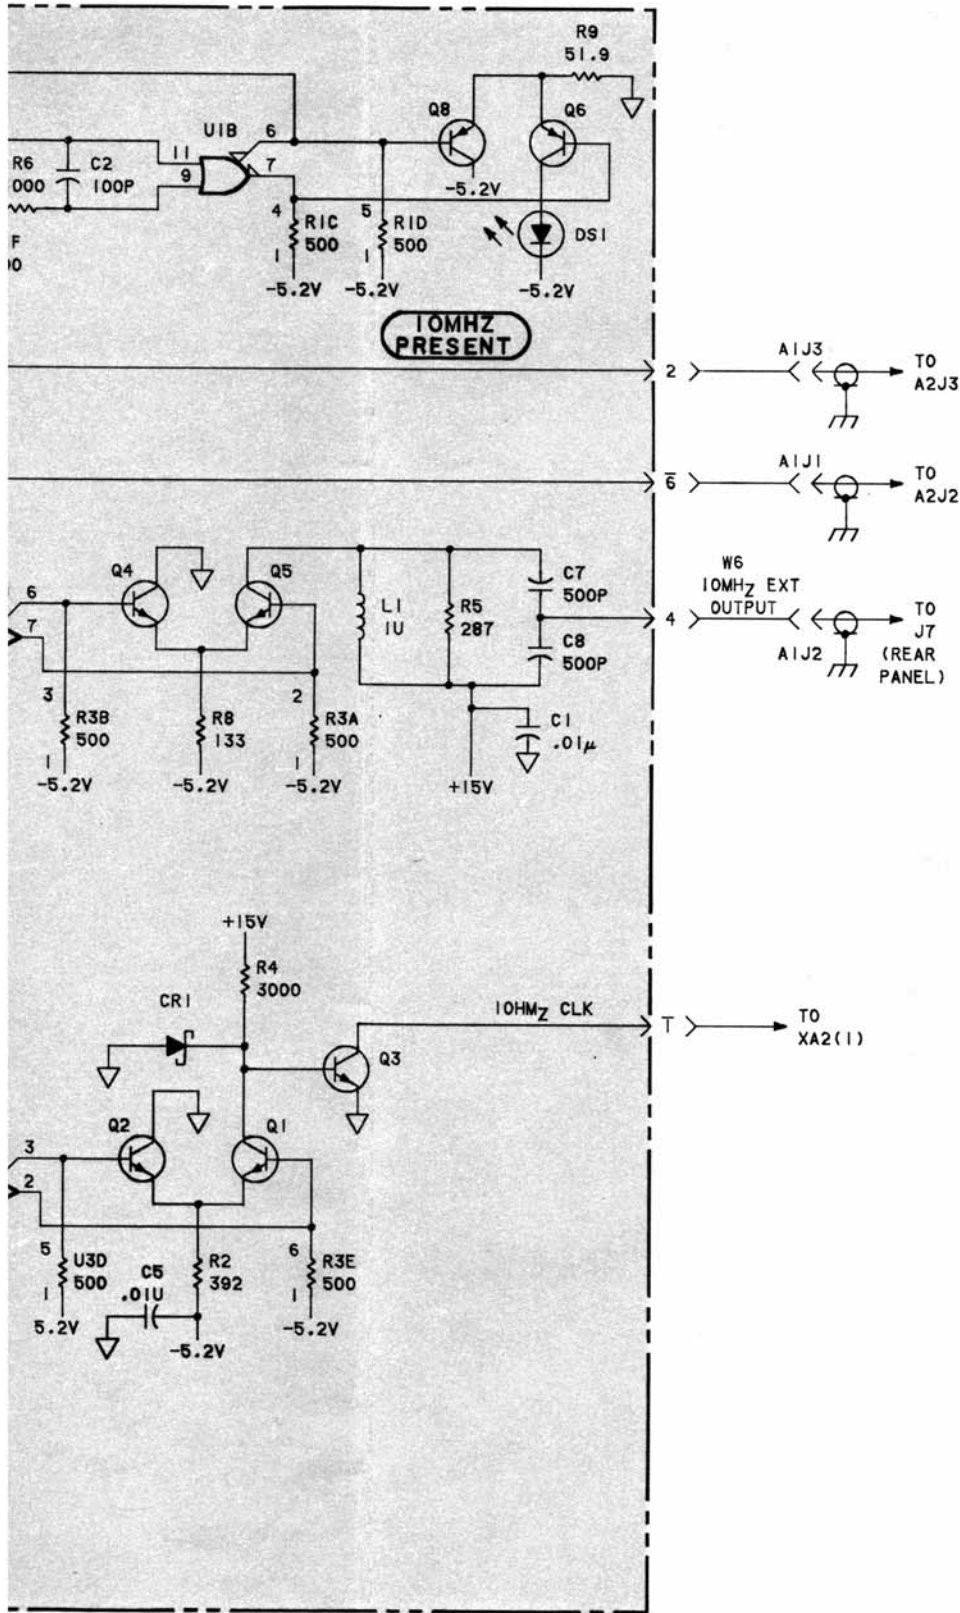 R9
51.9
Q8
Q6
U1B
6
7
11
9
R6
000
C2
100P
-5.2V
4
R1C
500
1
5
R1D
500
1
DS1
F
00
-5.2V
-5.2V
-5.2V
10MHZ
PRESENT
2
A1J3
TO
A2J3
6
A1J1
TO
A2J2
W6
10MHZ EXT
OUTPUT
4
A1J2
TO
J7
(REAR
PANEL)
Q4
Q5
6
7
L1
1U
R5
287
C7
500P
C8
500P
3
R3B
500
1
R8
133
2
R3A
500
1
C1
.01µ
-5.2V
-5.2V
-5.2V
+15V
+15V
R4
3000
CR1
10HMZ CLK
T
TO
XA2(1)
Q3
Q2
Q1
3
2
5
U3D
500
1
C5
.01U
R2
392
6
R3E
500
1
5.2V
-5.2V
-5.2V